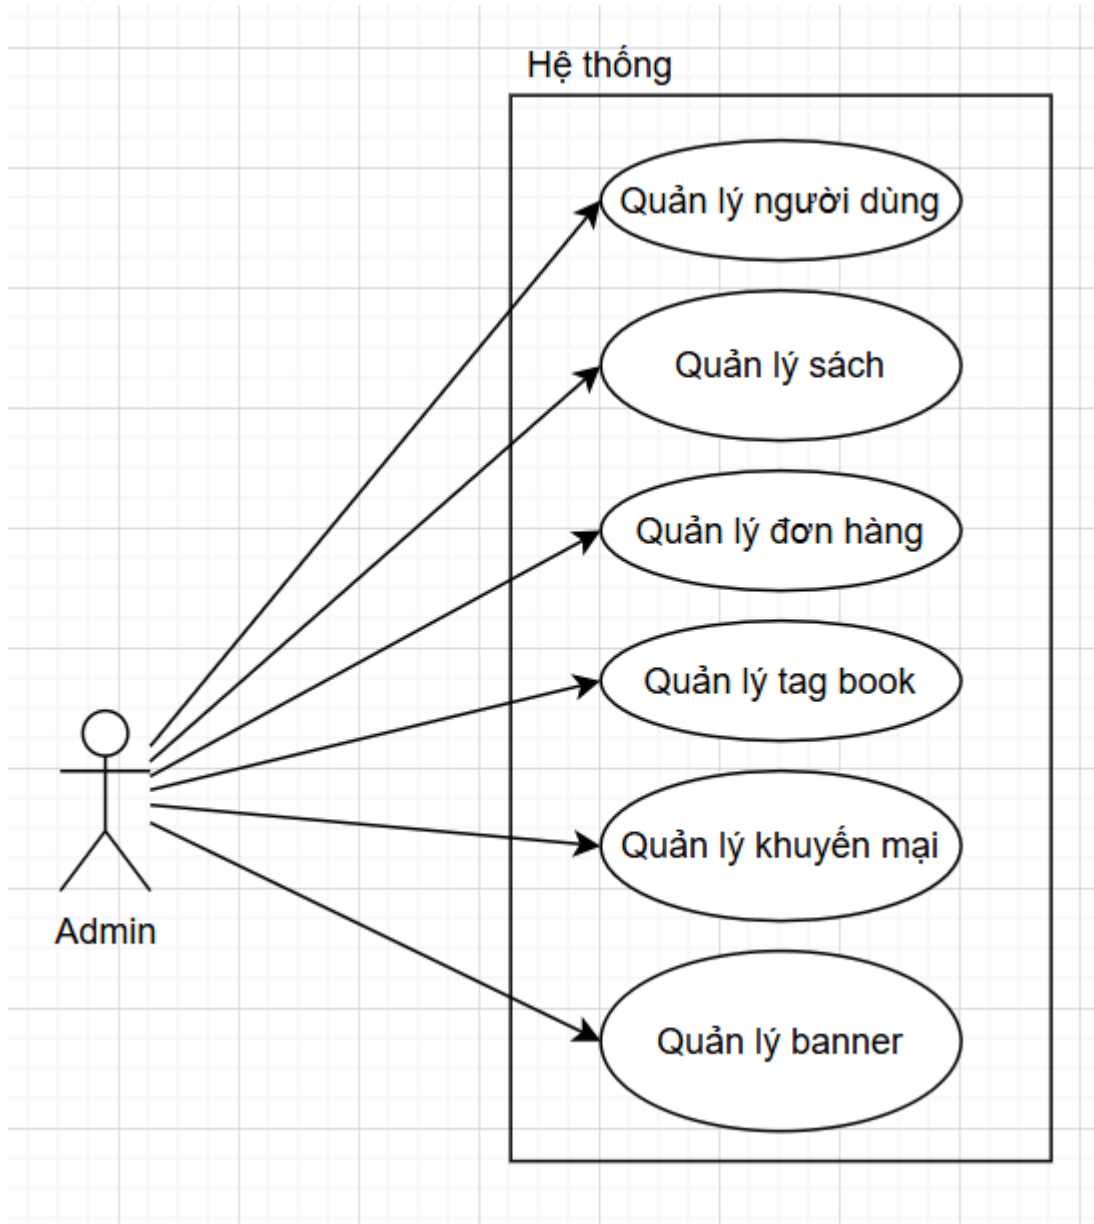 Hệ thống
Quản lý người dùng
Quản lý sách
Quản lý đơn hàng
Quản lý tag book
Quản lý khuyến mại
Quản lý banner
Admin